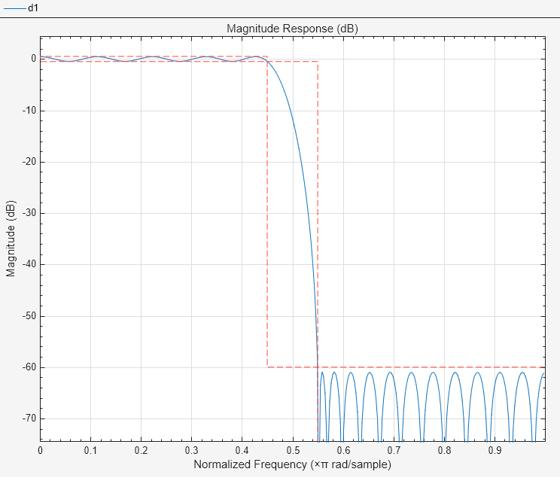 d1
Magnitude Response (dB)
0
-10
-20
-30
-40
-50
-60
-70
Magnitude (dB)
0 0.1 0.2 0.3 0.4 0.5 0.6 0.7 0.8 0.9
Normalized Frequency (×π rad/sample)